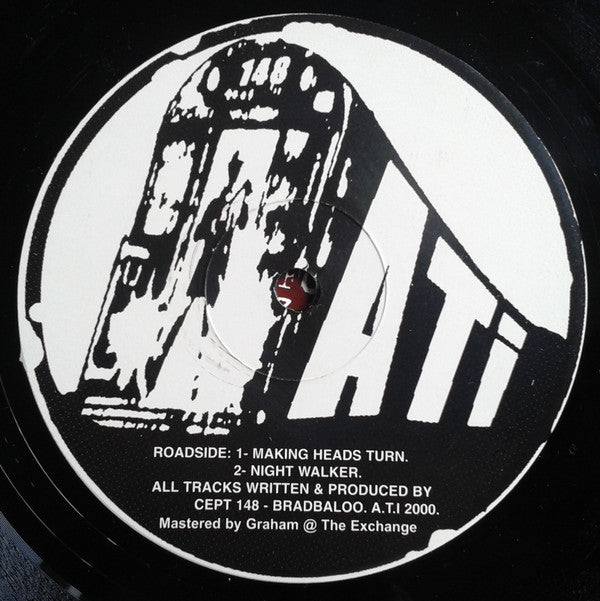 148
ATi
ROADSIDE: 1- MAKING HEADS TURN.
2- NIGHT WALKER.
ALL TRACKS WRITTEN & PRODUCED BY
CEPT 148 - BRADBALOO. A.T.I 2000.
Mastered by Graham @ The Exchange